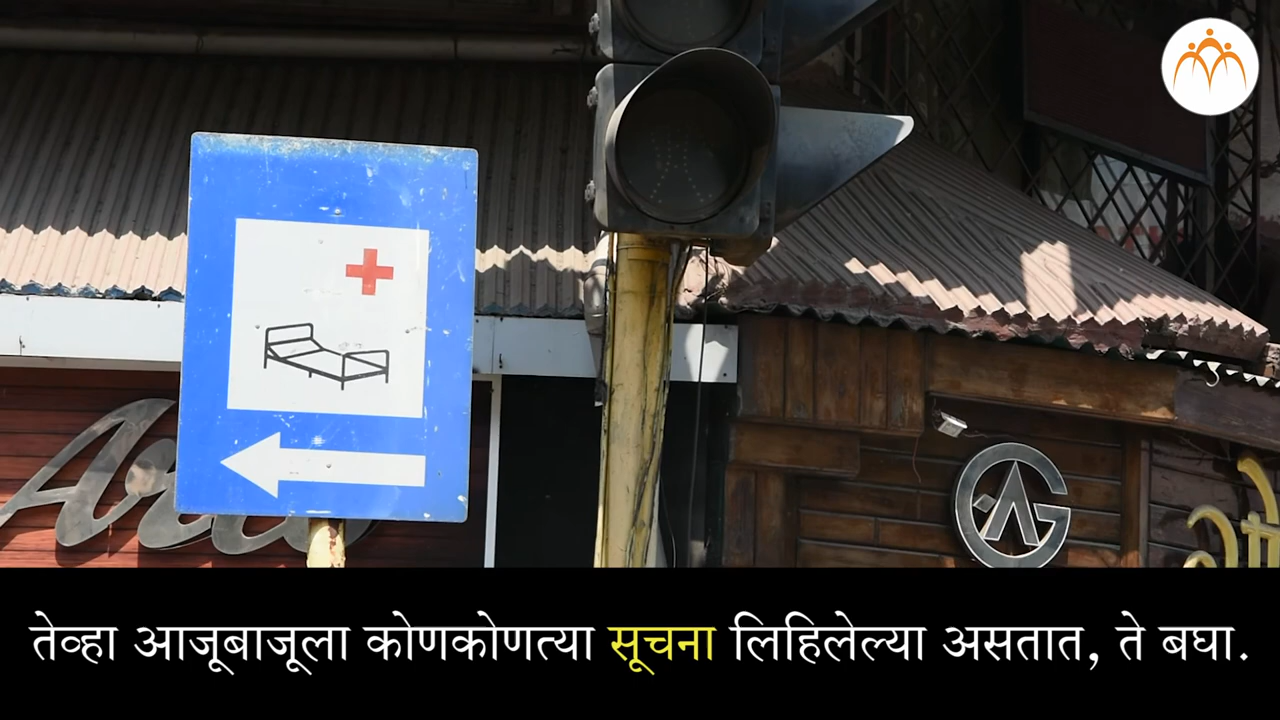 तेव्हा आजूबाजूला कोणकोणत्या सूचना लिहिलेल्या असतात, ते बघा.